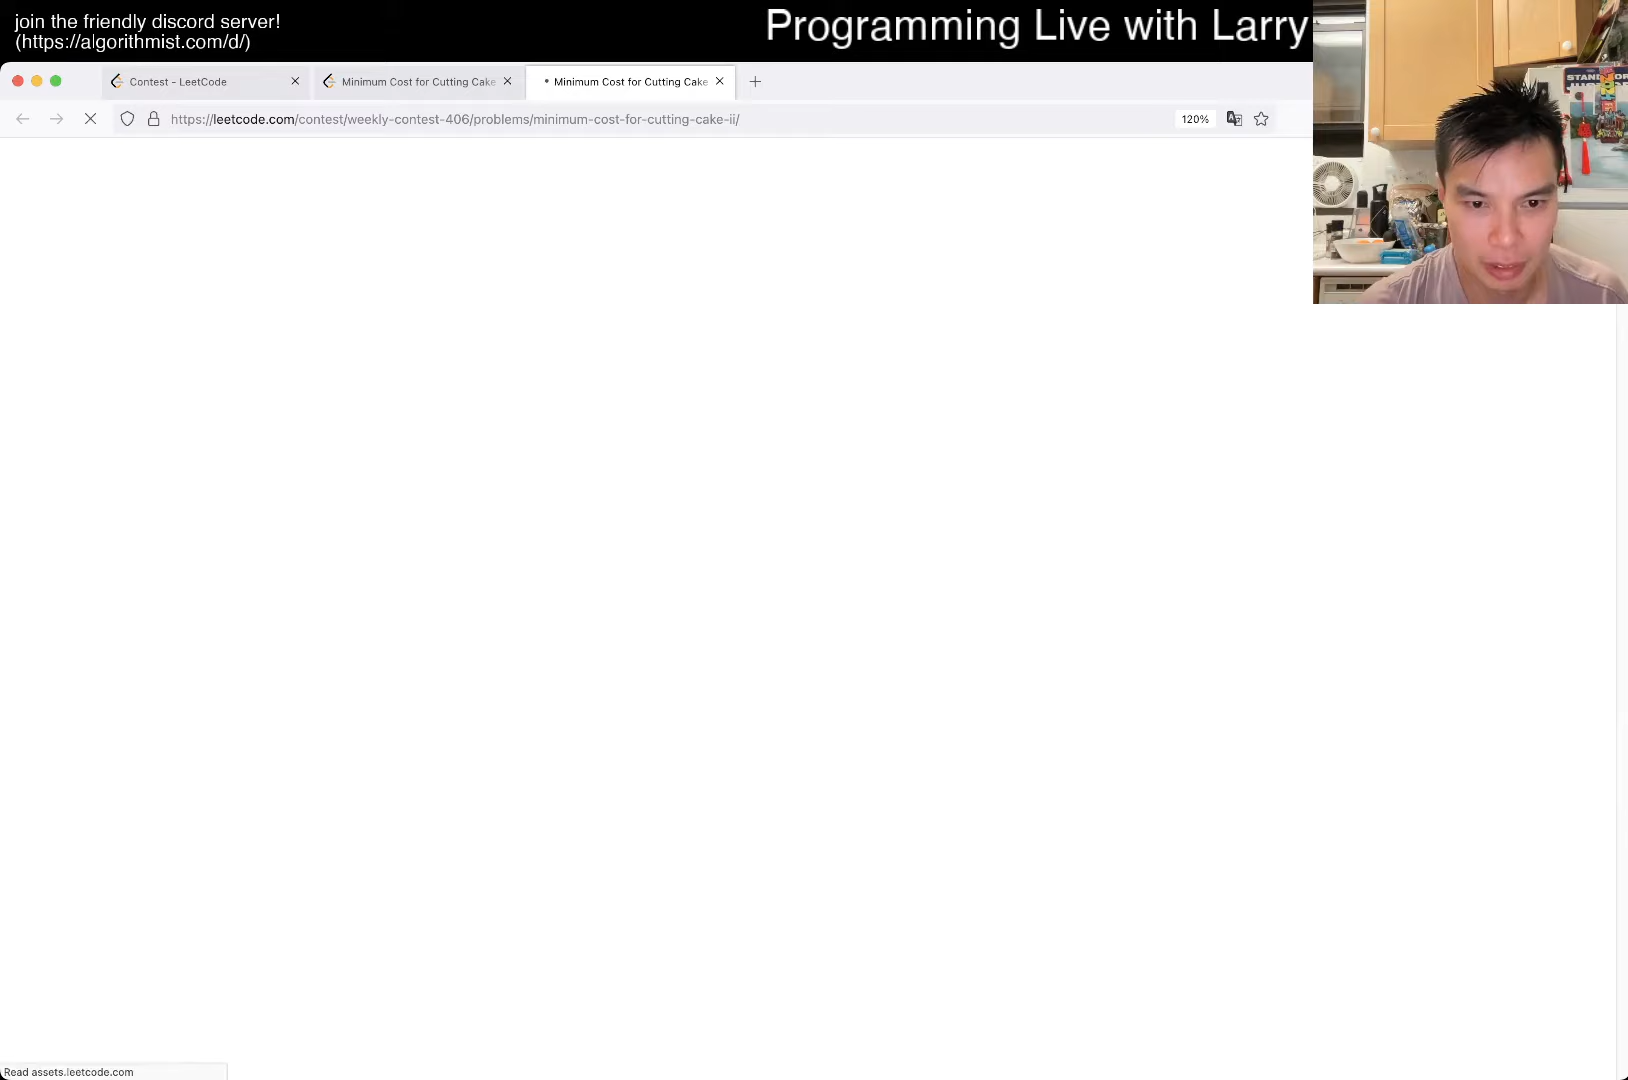 join the friendly discord server!
(https://algorithmist.com/d/)
Programming Live with Larry
Contest - LeetCode
Minimum Cost for Cutting Cake
Minimum Cost for Cutting Cake
https://leetcode.com/contest/weekly-contest-406/problems/minimum-cost-for-cutting-cake-ii/
120%
Read assets.leetcode.com